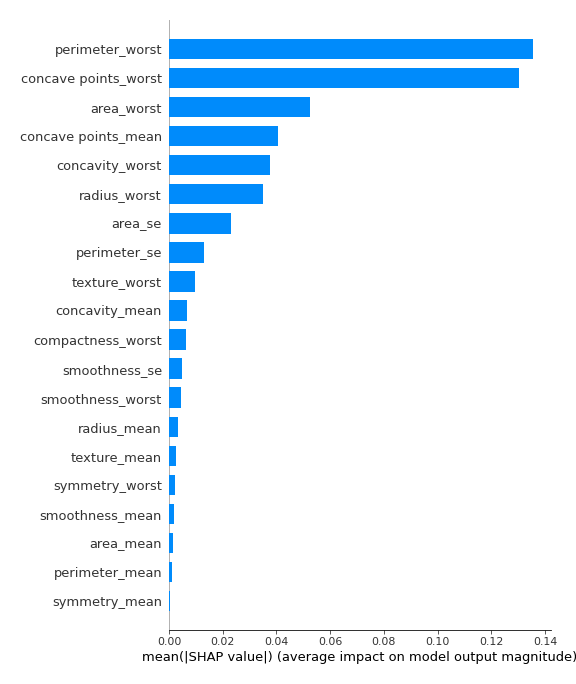 perimeter_worst
concave points_worst
area_worst
concave points_mean
concavity_worst
radius_worst
area_se
perimeter_se
texture_worst
concavity_mean
compactness_worst
smoothness_se
smoothness_worst
radius_mean
texture_mean
symmetry_worst
smoothness_mean
area_mean
perimeter_mean
symmetry_mean
0.00 0.02 0.04 0.06 0.08 0.10 0.12 0.14
mean(|SHAP value|) (average impact on model output magnitude)